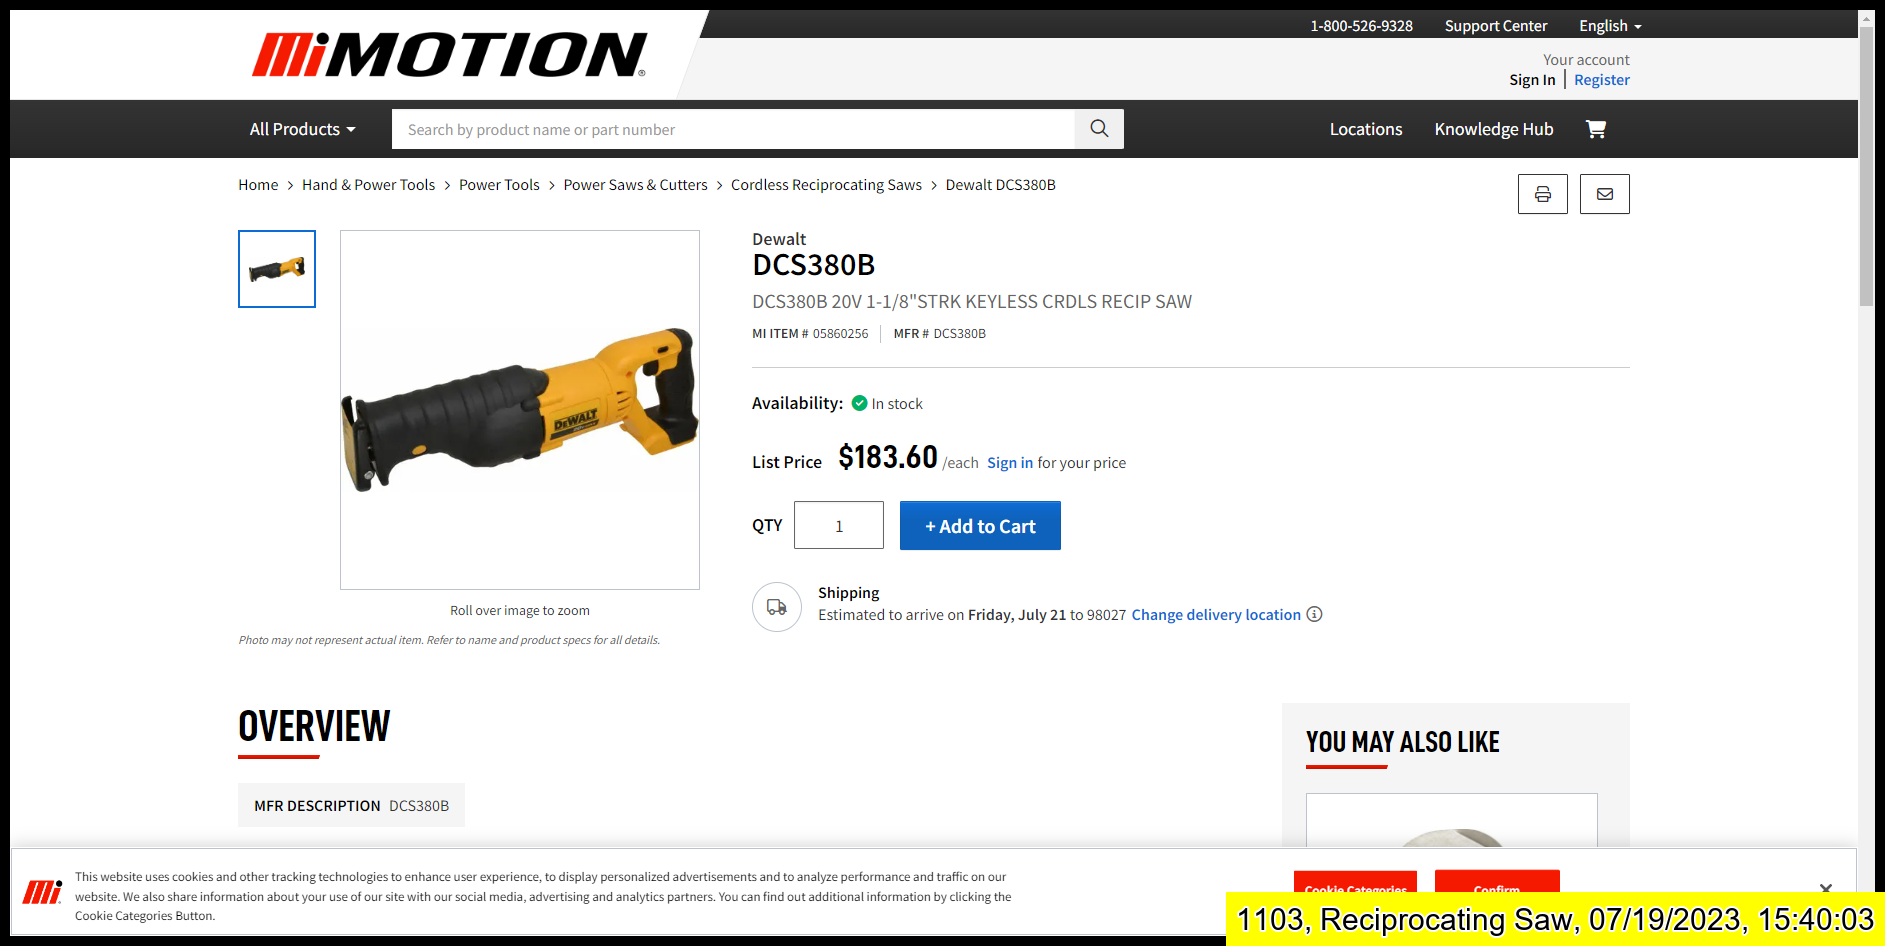 MiMOTION®
1-800-526-9328 Support Center English
Your account
Sign In | Register
All Products Search by product name or part number Locations Knowledge Hub
Home > Hand & Power Tools > Power Tools > Power Saws & Cutters > Cordless Reciprocating Saws > Dewalt DCS380B
Dewalt
DCS380B
DCS380B 20V 1-1/8"STRK KEYLESS CRDLS RECIP SAW
MI ITEM # 05860256 MFR # DCS380B
Availability: In stock
List Price $183.60 /each Sign in for your price
QTY 1 + Add to Cart
Shipping
Estimated to arrive on Friday, July 21 to 98027 Change delivery location
DEWALT
Roll over image to zoom
Photo may not represent actual item. Refer to name and product specs for all details.
OVERVIEW
MFR DESCRIPTION DCS380B
YOU MAY ALSO LIKE
Mi
This website uses cookies and other tracking technologies to enhance user experience, to display personalized advertisements and to analyze performance and traffic on our
website. We also share information about your use of our site with our social media, advertising and analytics partners. You can find out additional information by clicking the
Cookie Categories Button.
Cookie Categories Confirm
1103, Reciprocating Saw, 07/19/2023, 15:40:03